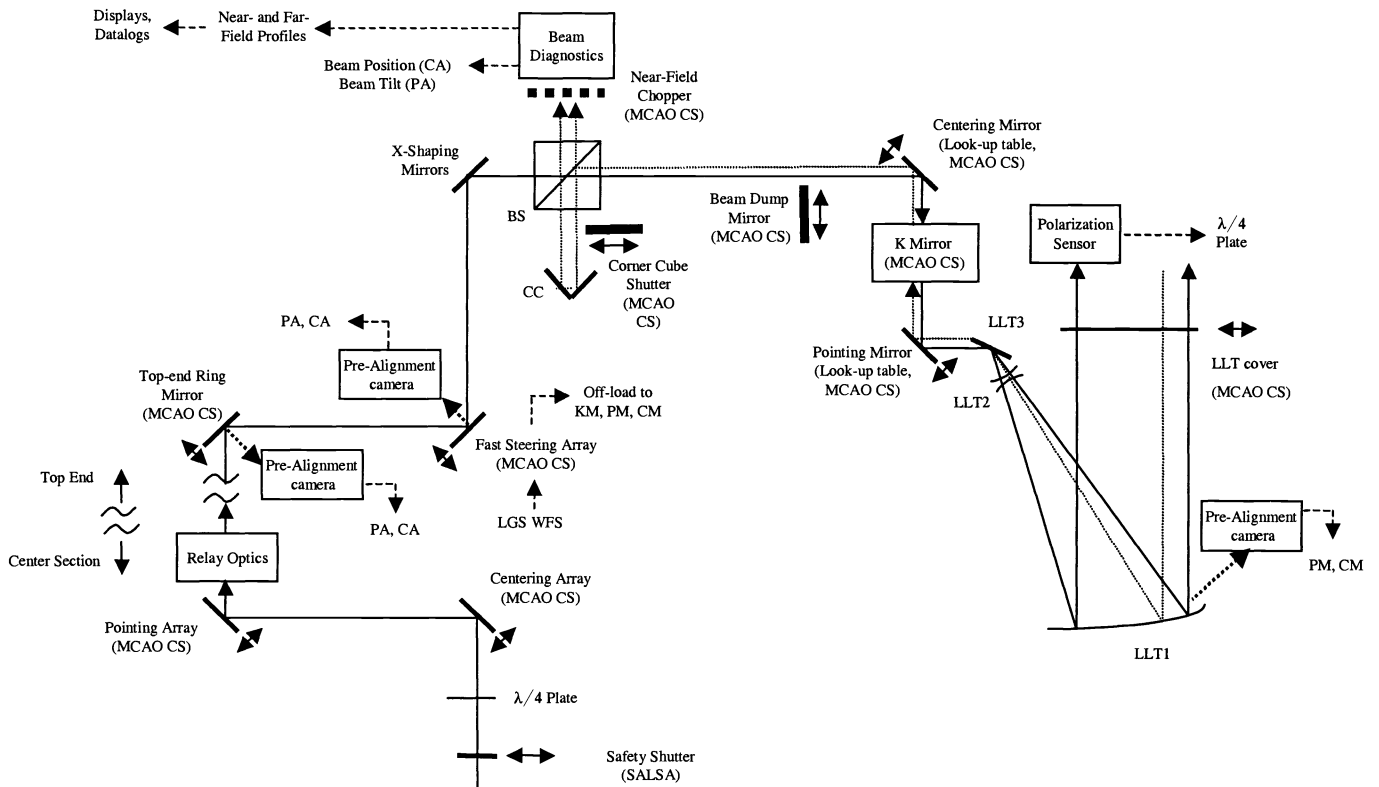 Displays,
Datalogs
Near- and Far-
Field Profiles
Beam
Diagnostics
Beam Position (CA)
Beam Tilt (PA)
Near-Field
Chopper
(MCAO CS)
X-Shaping
Mirrors
BS
Centering Mirror
(Look-up table,
MCAO CS)
Beam Dump
Mirror
(MCAO CS)
K Mirror
(MCAO CS)
Polarization
Sensor
λ/4
Plate
CC
Corner Cube
Shutter
(MCAO
CS)
PA, CA
Pre-Alignment
camera
Pointing Mirror
(Look-up table,
MCAO CS)
LLT3
LLT2
LLT cover
(MCAO CS)
Top-end Ring
Mirror
(MCAO CS)
Off-load to
KM, PM, CM
Fast Steering Array
(MCAO CS)
Pre-Alignment
camera
PA, CA
LGS WFS
Top End
Center Section
Relay Optics
Pre-Alignment
camera
PM, CM
Centering Array
(MCAO CS)
Pointing Array
(MCAO CS)
LLT1
λ/4 Plate
Safety Shutter
(SALSA)